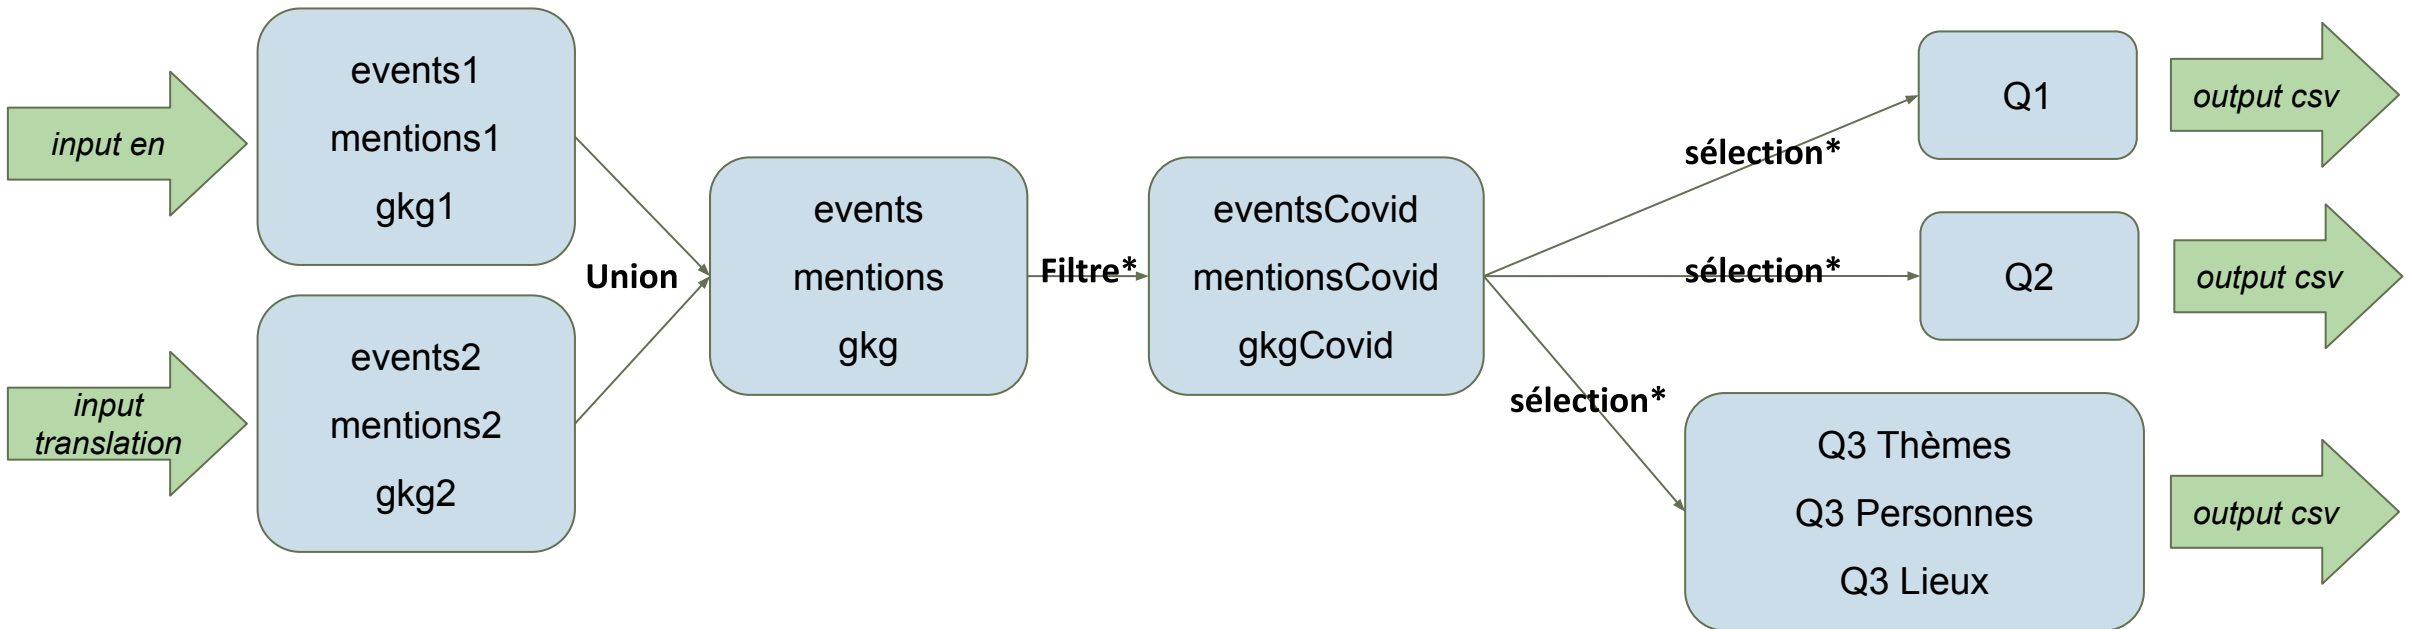 input en
events1
mentions1
gkg1
input
translation
events2
mentions2
gkg2
Union
events
mentions
gkg
Filtre*
eventsCovid
mentionsCovid
gkgCovid
sélection*
Q1
output csv
sélection*
Q2
output csv
sélection*
Q3 Thèmes
Q3 Personnes
Q3 Lieux
output csv